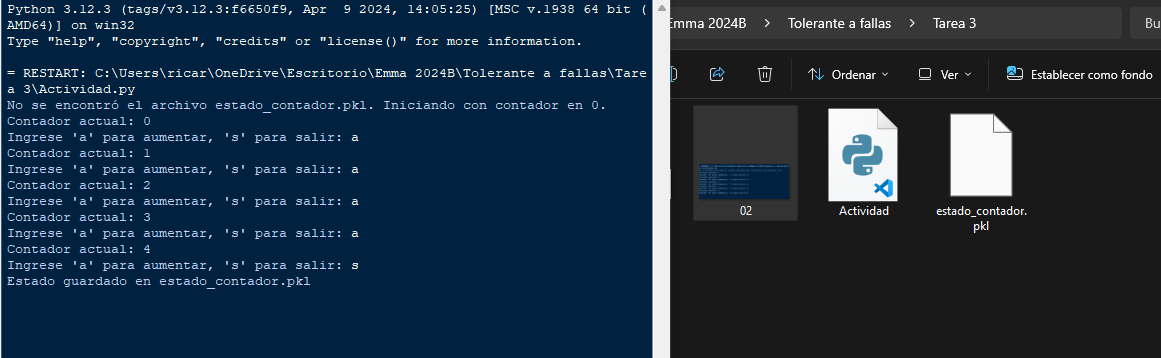 Python 3.12.3 (tags/v3.12.3:f6650f9, Apr  9 2024, 14:05:25) [MSC v.1938 64 bit (
AMD64)] on win32
Type "help", "copyright", "credits" or "license()" for more information.
= RESTART: C:\Users\ricar\OneDrive\Escritorio\Emma 2024B\Tolerante a fallas\Tare
a 3\Actividad.py
No se encontró el archivo estado_contador.pkl. Iniciando con contador en 0.
Contador actual: 0
Ingrese 'a' para aumentar, 's' para salir: a
Contador actual: 1
Ingrese 'a' para aumentar, 's' para salir: a
Contador actual: 2
Ingrese 'a' para aumentar, 's' para salir: a
Contador actual: 3
Ingrese 'a' para aumentar, 's' para salir: a
Contador actual: 4
Ingrese 'a' para aumentar, 's' para salir: s
Estado guardado en estado_contador.pkl
Emma 2024B > Tolerante a fallas > Tarea 3
Bu
Ordenar
Ver
Establecer como fondo
02
Actividad
estado_contador.
pkl